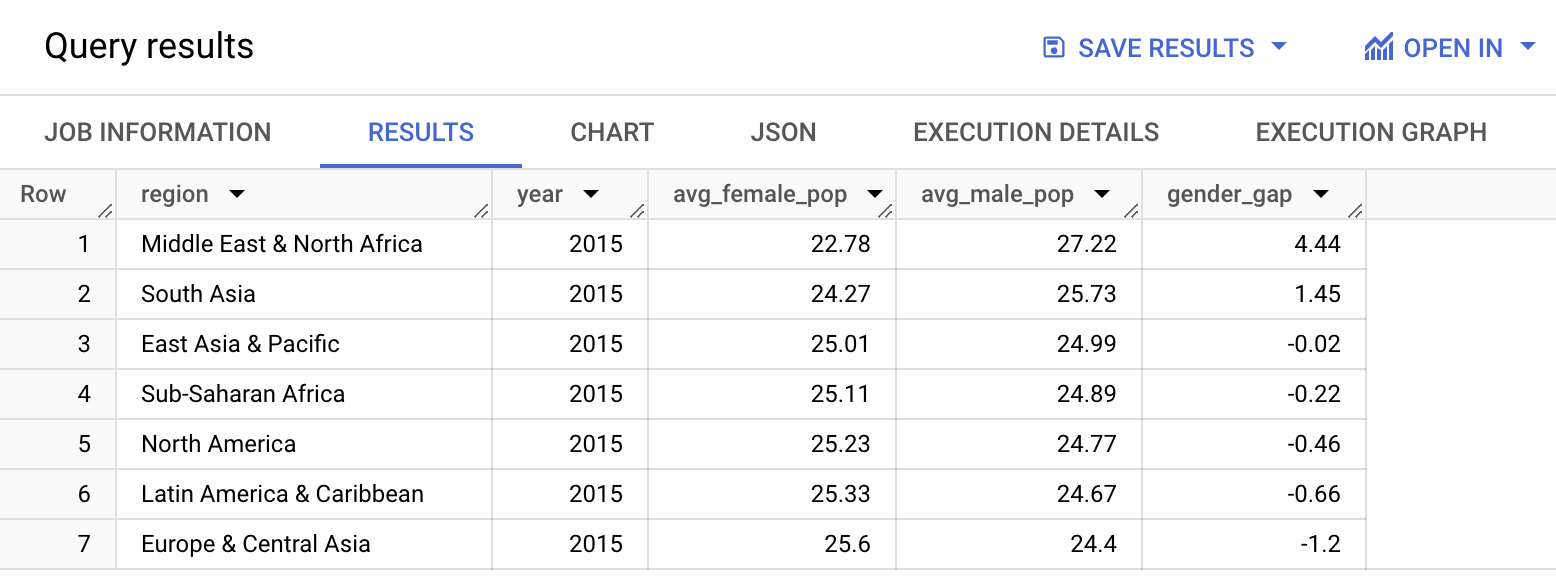 Query results SAVE RESULTS OPEN IN
JOB INFORMATION RESULTS CHART JSON EXECUTION DETAILS EXECUTION GRAPH
Row region year avg_female_pop avg_male_pop gender_gap
1 Middle East & North Africa 2015 22.78 27.22 4.44
2 South Asia 2015 24.27 25.73 1.45
3 East Asia & Pacific 2015 25.01 24.99 -0.02
4 Sub-Saharan Africa 2015 25.11 24.89 -0.22
5 North America 2015 25.23 24.77 -0.46
6 Latin America & Caribbean 2015 25.33 24.67 -0.66
7 Europe & Central Asia 2015 25.6 24.4 -1.2